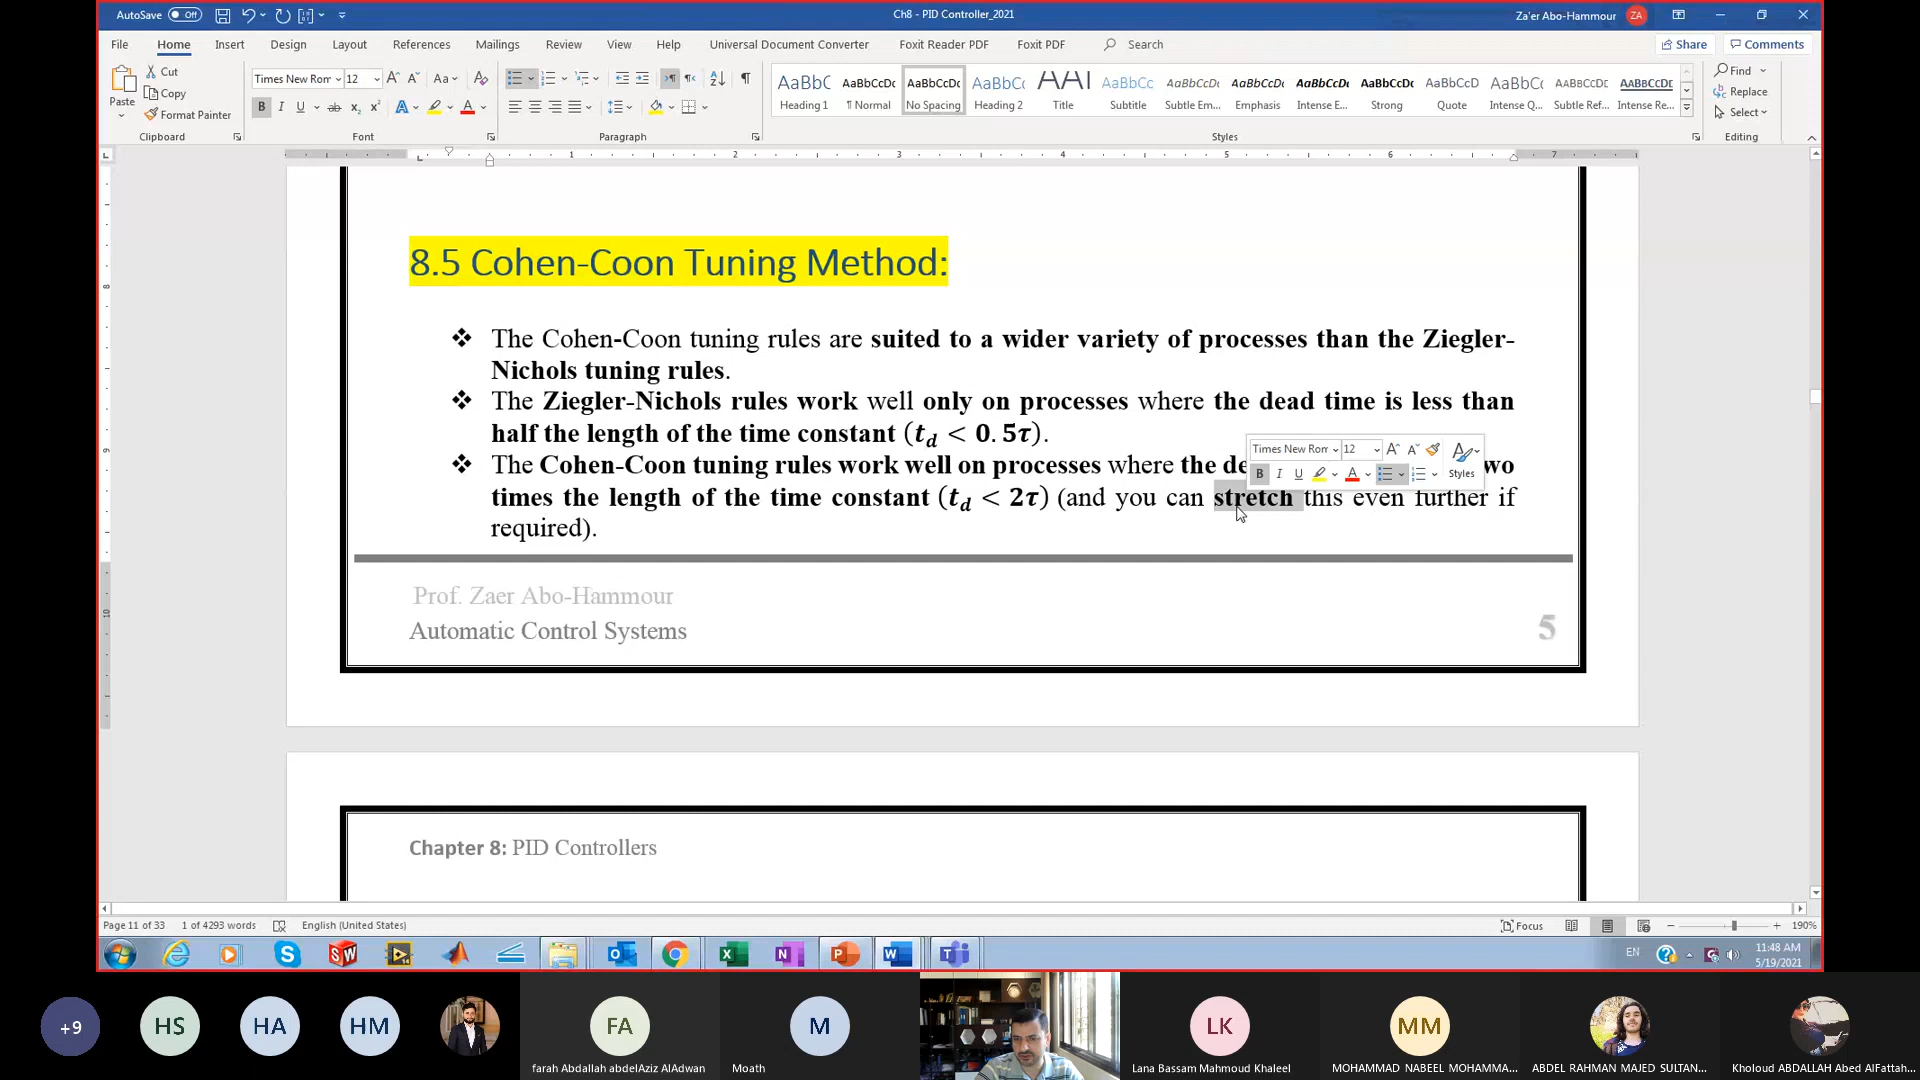 AutoSave Off
Ch8 - PID Controller_2021
Za'er Abo-Hammour ZA
File Home Insert Design Layout References Mailings Review View Help Universal Document Converter Foxit Reader PDF Foxit PDF Search
Share Comments
Paste
Cut
Copy
Format Painter
Times New Rom 12
AaBbC AaBbCcDc AaBbCcDc AaBbCc AaBl AaBbCc AaBbCcDc AaBbCcDc AaBbCcDc AaBbCcDc AaBbCcD AaBbCcD AaBbCcDc AaBbCcDc
Heading 1 ¶ Normal No Spacing Heading 2 Title Subtitle Subtle Em... Emphasis Intense E... Strong Quote Intense Q... Subtle Ref... Intense Re...
Find
Replace
Select
Clipboard Font Paragraph Styles Editing
1 2 3 4 5 6 7
8.5 Cohen-Coon Tuning Method:
❖ The Cohen-Coon tuning rules are suited to a wider variety of processes than the Ziegler-
Nichols tuning rules.
❖ The Ziegler-Nichols rules work well only on processes where the dead time is less than
half the length of the time constant (t_d < 0.5τ).
❖ The Cohen-Coon tuning rules work well on processes where the de wo
times the length of the time constant (t_d < 2τ) (and you can stretch this even further if
required).
Times New Rom 12
Styles
Prof. Zaer Abo-Hammour
Automatic Control Systems
5
Chapter 8: PID Controllers
Page 11 of 33 1 of 4293 words English (United States)
Focus 190%
EN
11:48 AM
5/19/2021
+9 HS HA HM FA M LK MM
farah Abdallah abdelAziz AlAdwan
Moath
Lana Bassam Mahmoud Khaleel
MOHAMMAD NABEEL MOHAMMA...
ABDEL RAHMAN MAJED SULTAN...
Kholoud ABDALLAH Abed AlFattah...